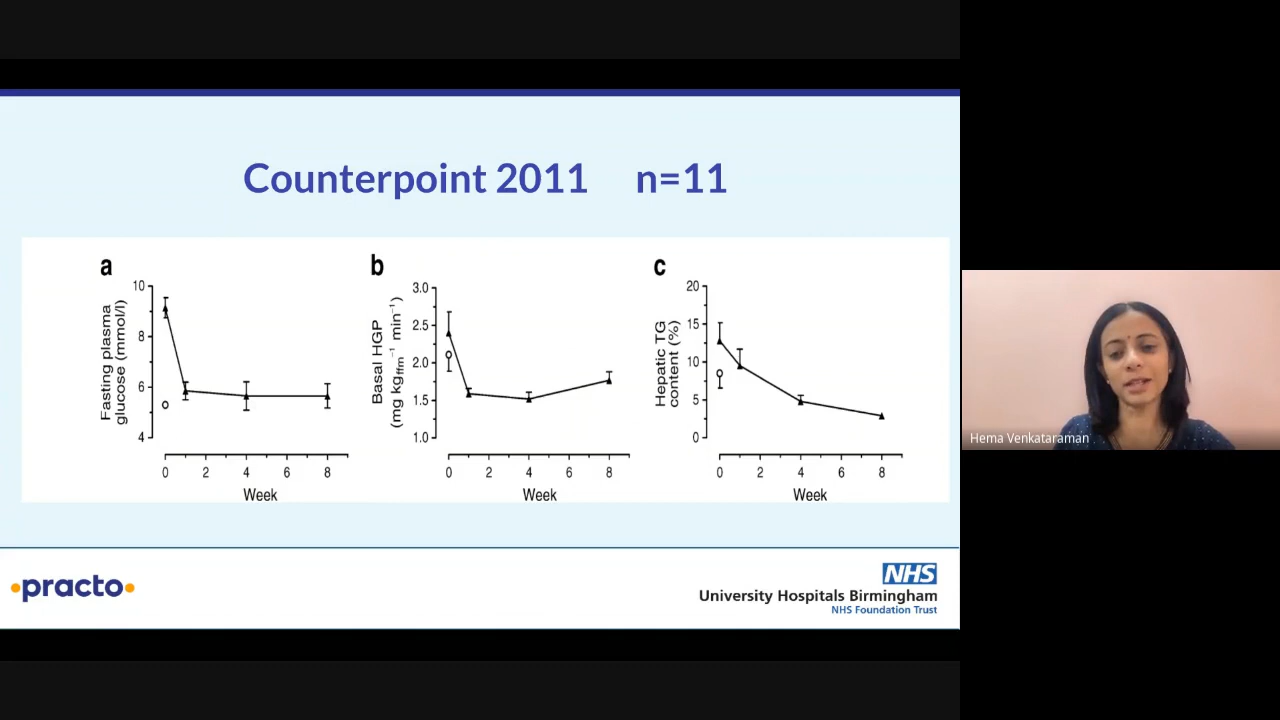 Counterpoint 2011 n=11
a
b
c
Fasting plasma
glucose (mmol/l)
10
8
6
4
0 2 4 6 8
Week
Basal HGP
(mg kgffm⁻¹ min⁻¹)
3.0
2.5
2.0
1.5
1.0
0 2 4 6 8
Week
Hepatic TG
content (%)
20
15
10
5
0
0 2 4 6 8
Week
Hema Venkataraman
practo
NHS
University Hospitals Birmingham
NHS Foundation Trust